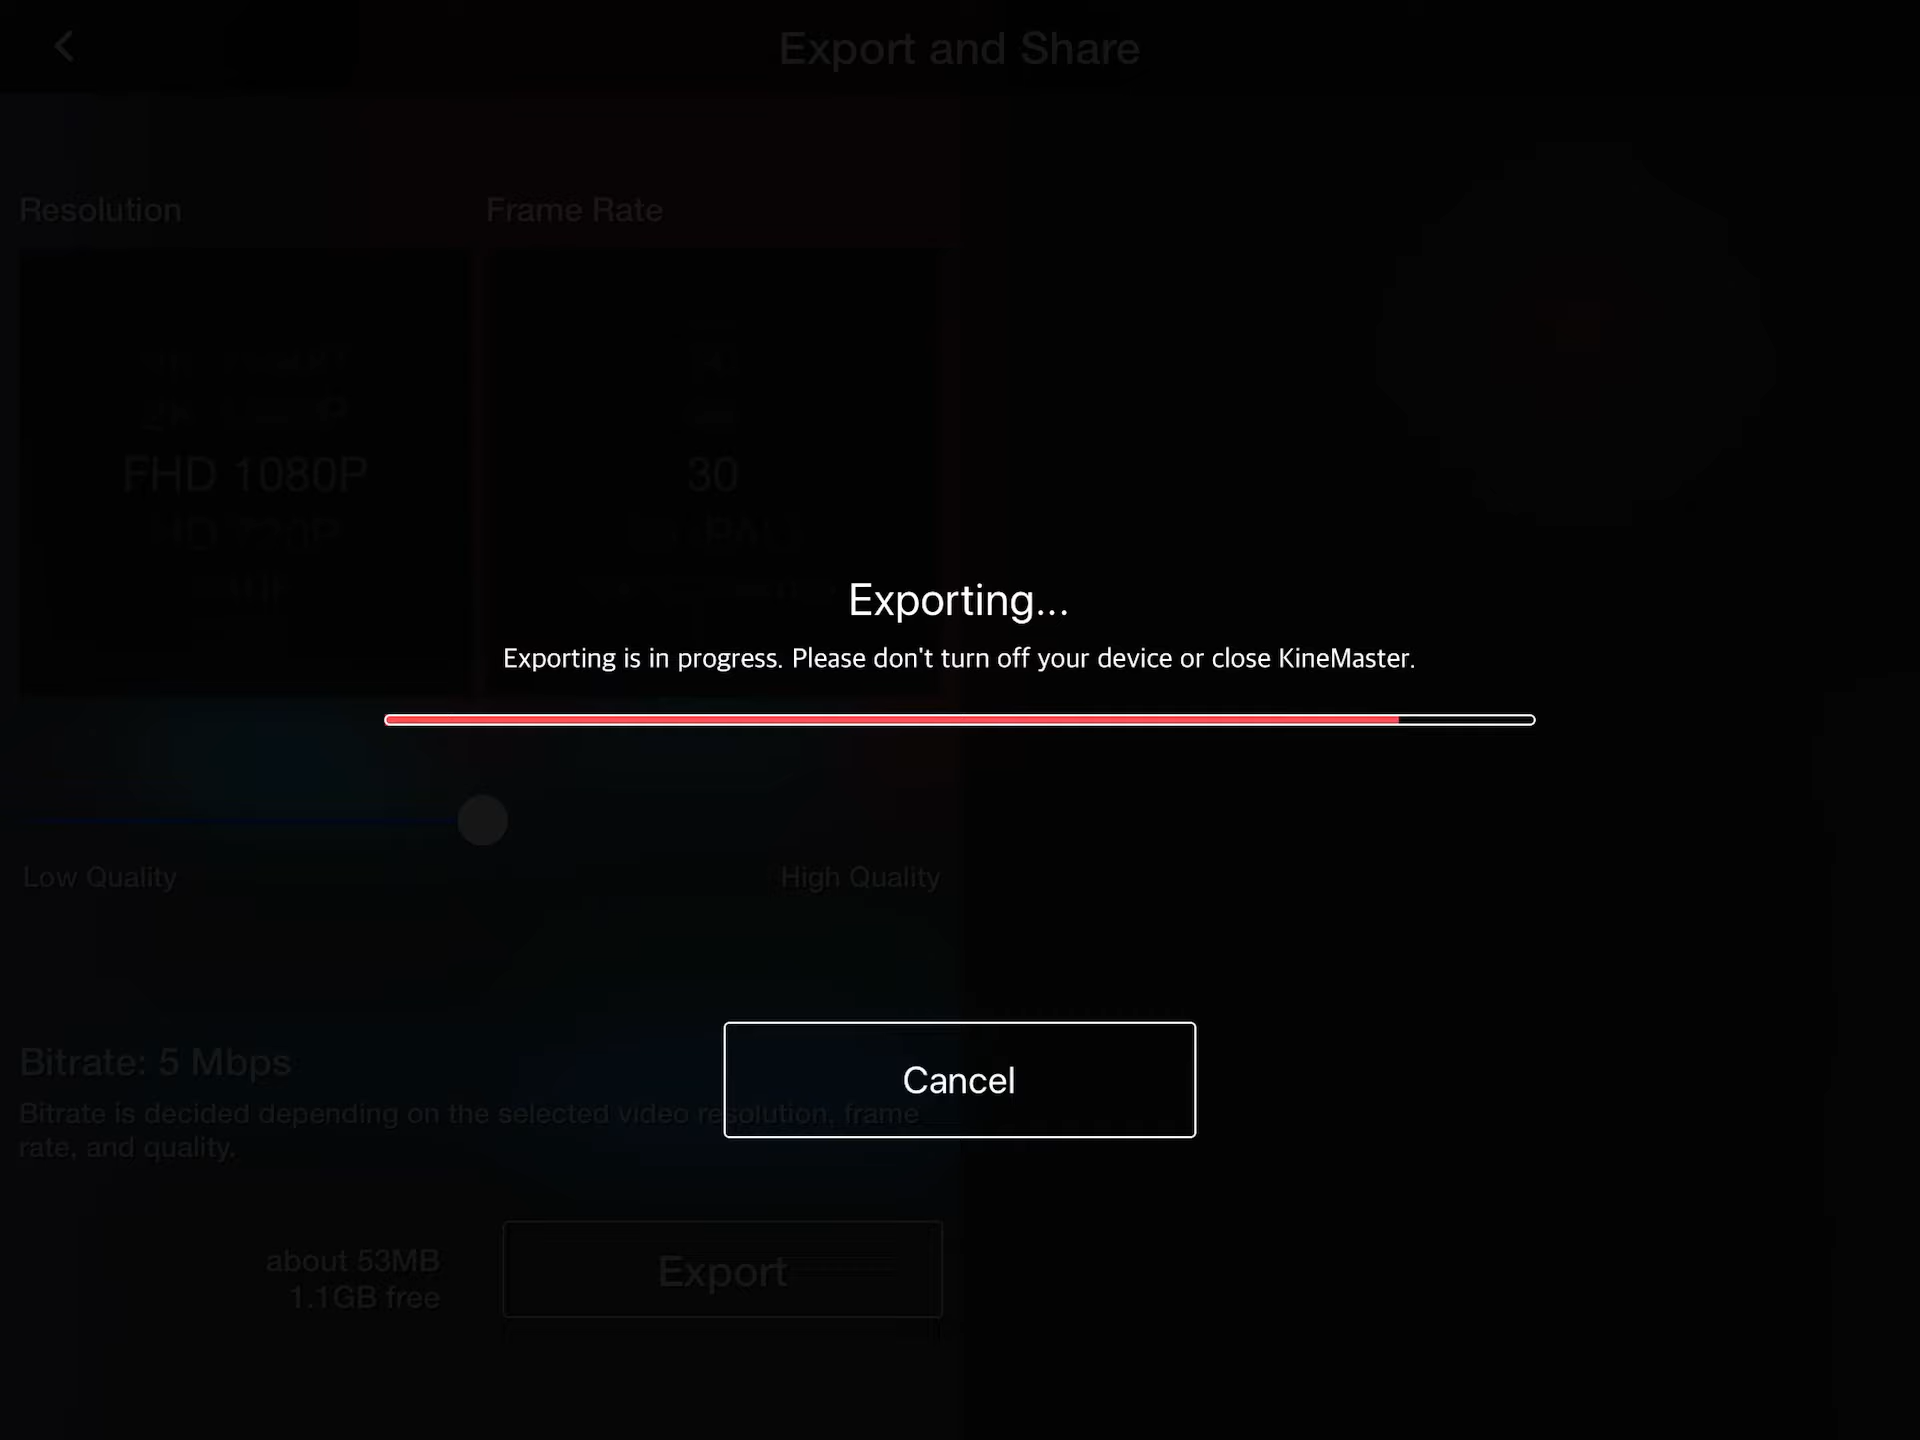 Export and Share
Resolution
Frame Rate
FHD 1080P
30
HD 720P
Exporting...
Exporting is in progress. Please don't turn off your device or close KineMaster.
Low Quality
High Quality
Bitrate: 5 Mbps
Bitrate is decided depending on the selected video resolution, frame
rate, and quality.
Cancel
about 53MB
1.1GB free
Export